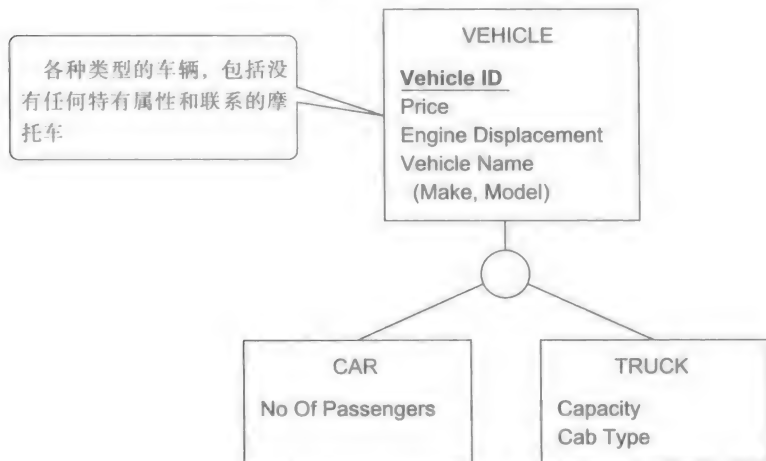 各种类型的车辆，包括没
有任何特有属性和联系的摩
托车
VEHICLE
Vehicle ID
Price
Engine Displacement
Vehicle Name
(Make, Model)
CAR
No Of Passengers
TRUCK
Capacity
Cab Type